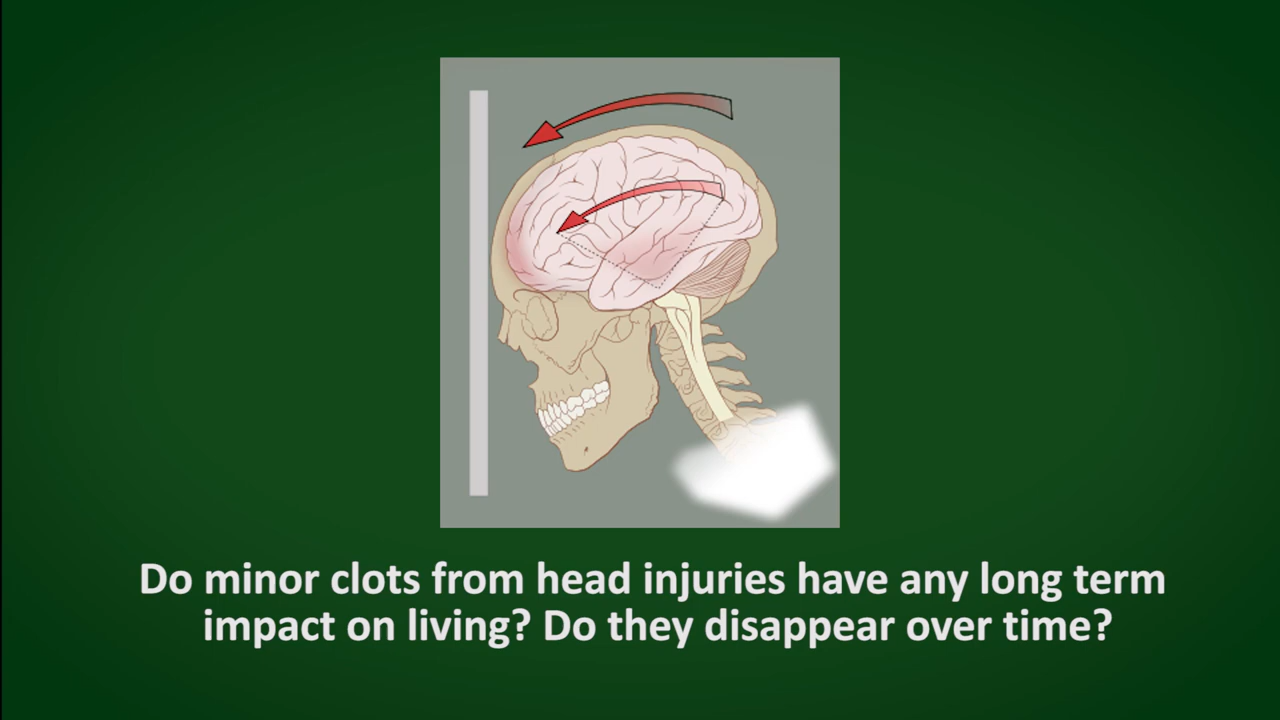 Do minor clots from head injuries have any long term
impact on living? Do they disappear over time?